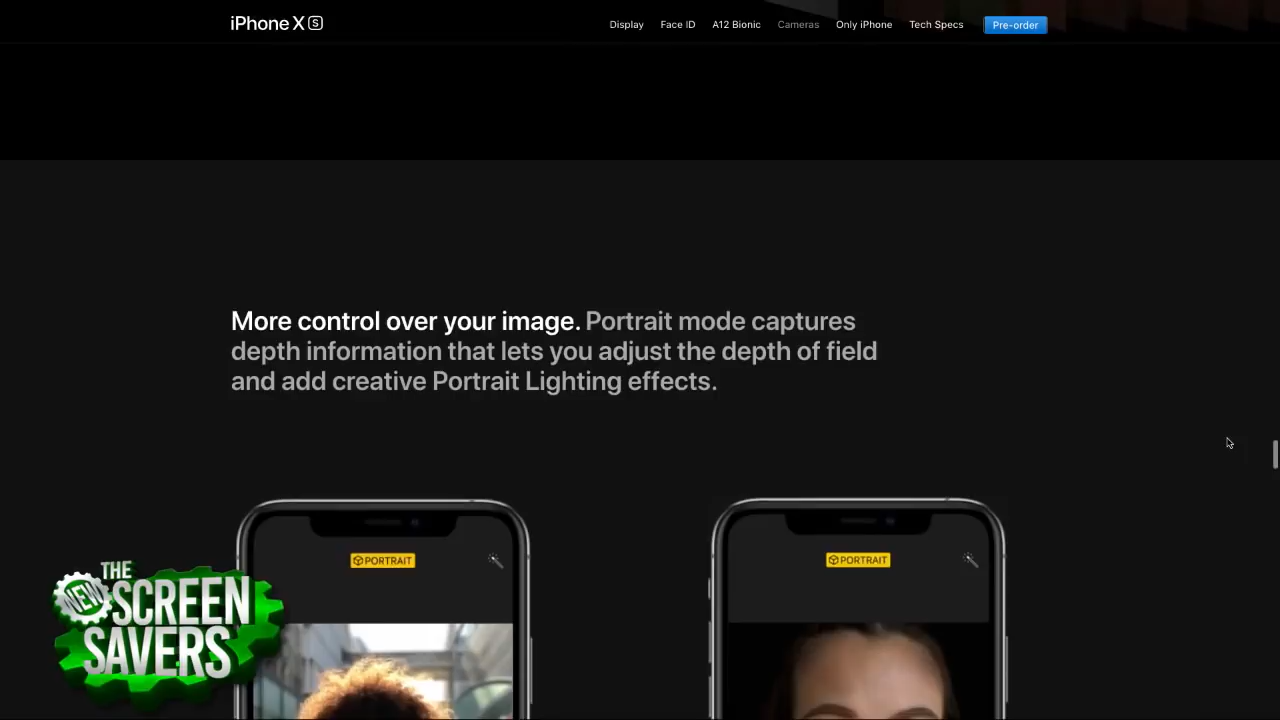 iPhone XS
Display Face ID A12 Bionic Cameras Only iPhone Tech Specs Pre-order
More control over your image. Portrait mode captures
depth information that lets you adjust the depth of field
and add creative Portrait Lighting effects.
PORTRAIT
PORTRAIT
THE
NEW SCREEN
SAVERS